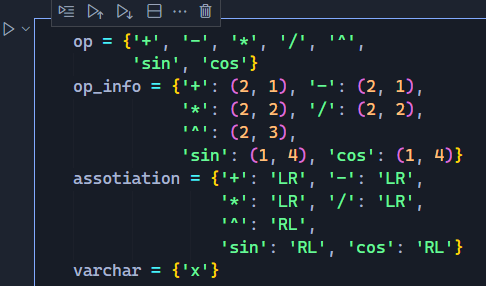 op = {'+', '-', '*', '/', '^',
'sin', 'cos'}
op_info = {'+': (2, 1), '-': (2, 1),
'*': (2, 2), '/': (2, 2),
'^': (2, 3),
'sin': (1, 4), 'cos': (1, 4)}
assotiation = {'+': 'LR', '-': 'LR',
'*': 'LR', '/': 'LR',
'^': 'RL',
'sin': 'RL', 'cos': 'RL'}
varchar = {'x'}